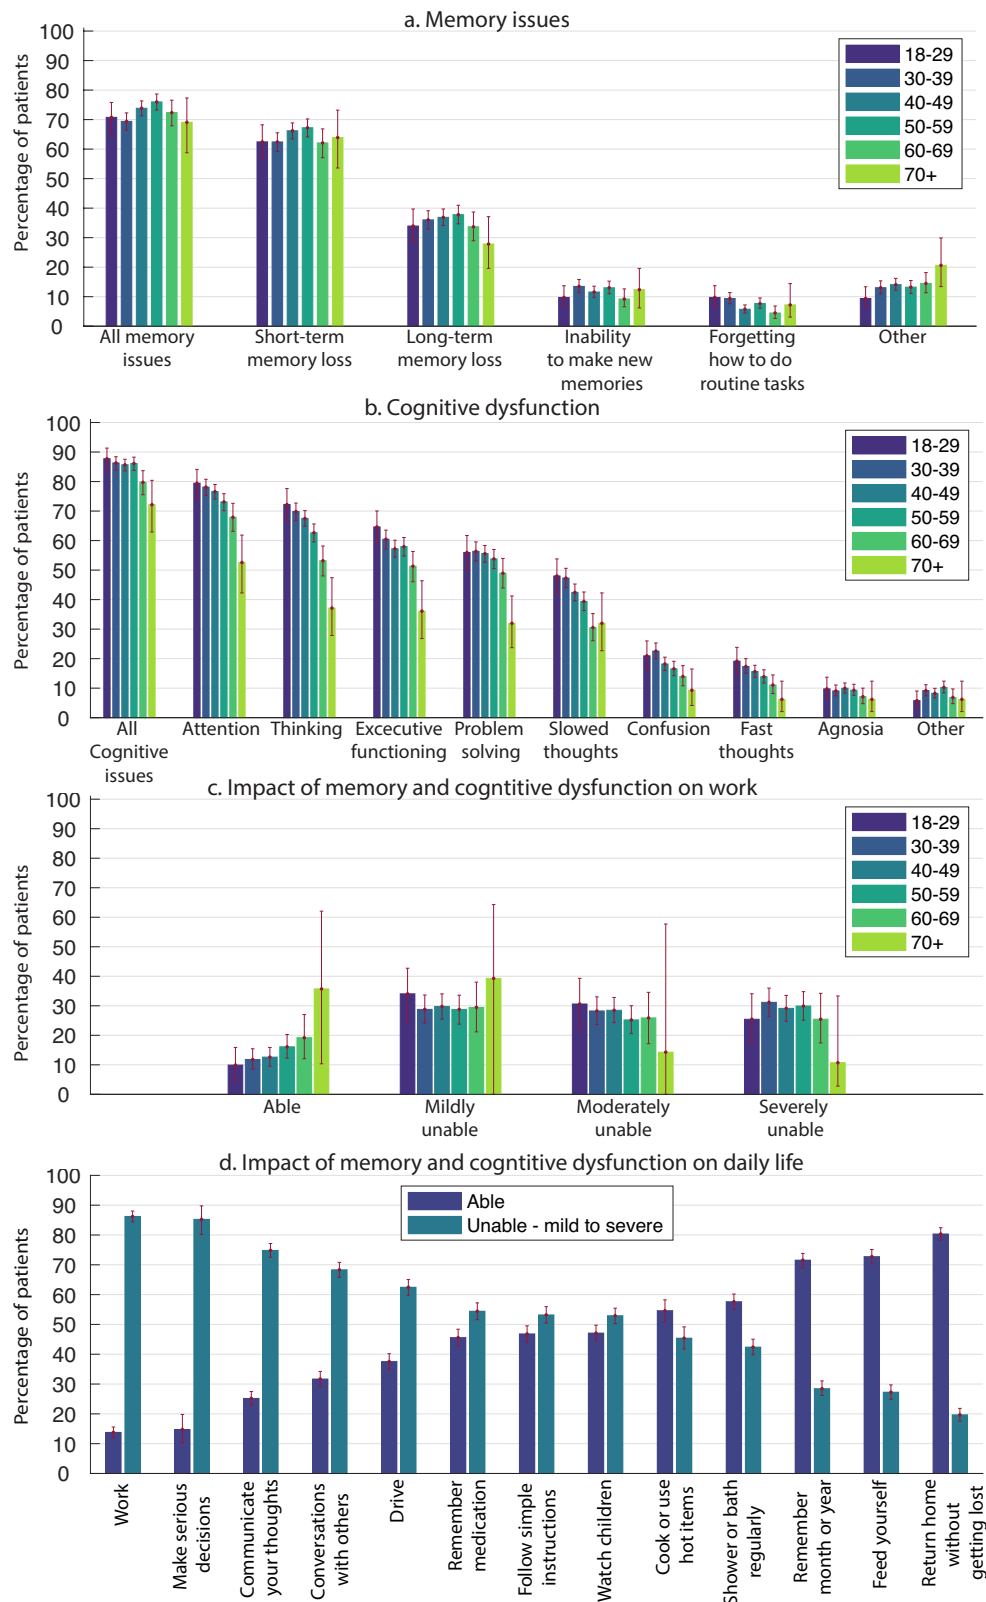 a. Memory issues
Percentage of patients
100
90
80
70
60
50
40
30
20
10
0
18-29
30-39
40-49
50-59
60-69
70+
All memory
issues
Short-term
memory loss
Long-term
memory loss
Inability
to make new
memories
Forgetting
how to do
routine tasks
Other
b. Cognitive dysfunction
Percentage of patients
100
90
80
70
60
50
40
30
20
10
0
18-29
30-39
40-49
50-59
60-69
70+
All
Cognitive
issues
Attention
Thinking
Excecutive
functioning
Problem
solving
Slowed
thoughts
Confusion
Fast
thoughts
Agnosia
Other
c. Impact of memory and cogntitive dysfunction on work
Percentage of patients
100
90
80
70
60
50
40
30
20
10
0
18-29
30-39
40-49
50-59
60-69
70+
Able
Mildly
unable
Moderately
unable
Severely
unable
d. Impact of memory and cogntitive dysfunction on daily life
Percentage of patients
100
90
80
70
60
50
40
30
20
10
0
Able
Unable - mild to severe
Work
Make serious
decisions
Communicate
your thoughts
Conversations
with others
Drive
Remember
medication
Follow simple
instructions
Watch children
Cook or use
hot items
Shower or bath
regularly
Remember
month or year
Feed yourself
Return home
without
getting lost